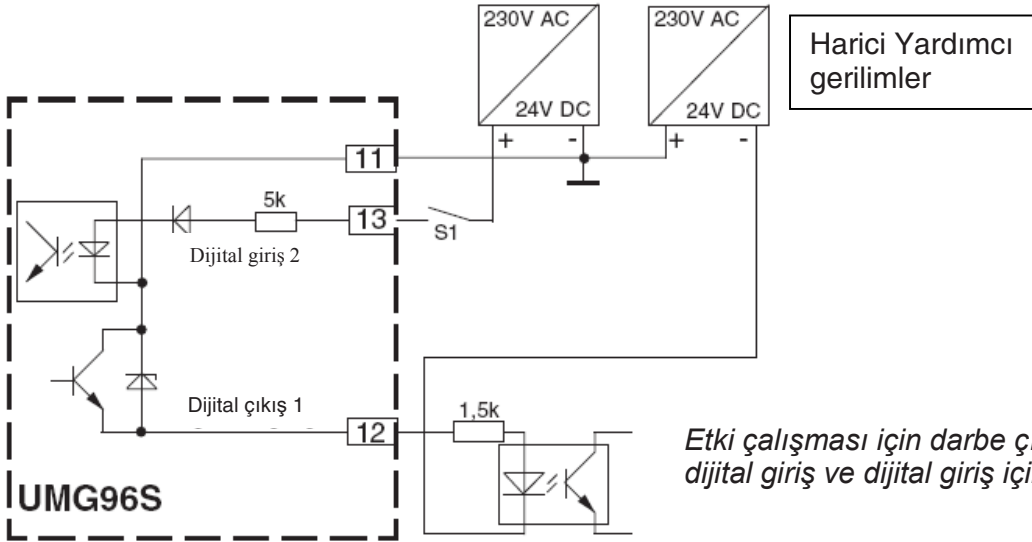 230V AC
24V DC
+ -
230V AC
24V DC
+ -
Harici Yardımcı
gerilimler
11
5k
13
S1
Dijital giriş 2
Dijital çıkış 1
12
1,5k
UMG96S
Etki çalışması için darbe
dijital giriş ve dijital giriş